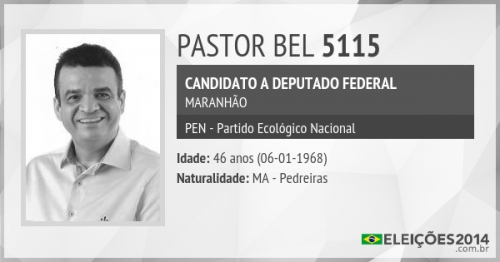 PASTOR BEL 5115
CANDIDATO A DEPUTADO FEDERAL
MARANHÃO
PEN - Partido Ecológico Nacional
Idade: 46 anos (06-01-1968)
Naturalidade: MA - Pedreiras
ELEIÇÕES2014
.com.br